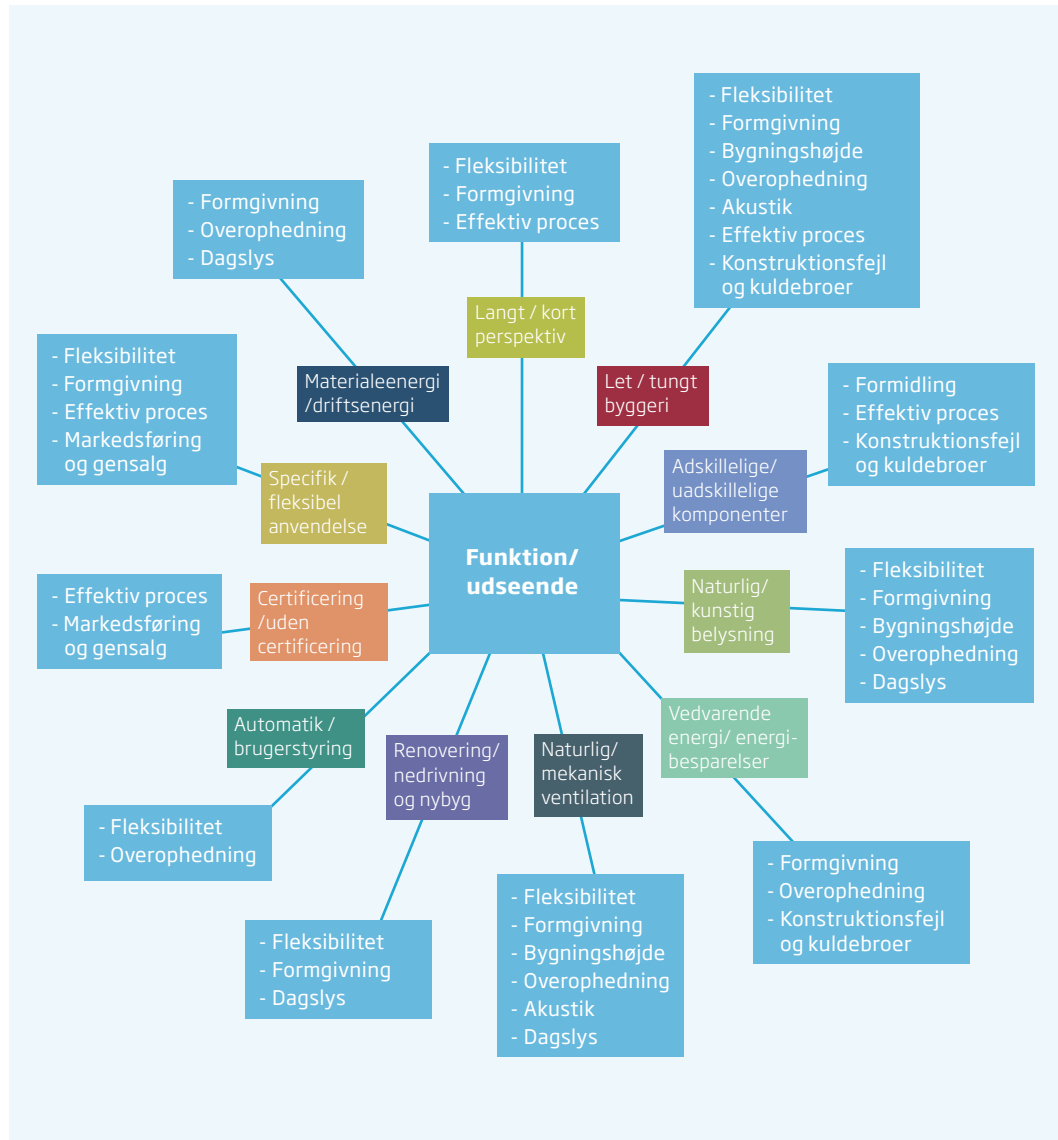 - Fleksibilitet
- Formgivning
- Bygningshøjde
- Overophedning
- Akustik
- Effektiv proces
- Konstruktionsfejl
og kuldebroer
- Fleksibilitet
- Formgivning
- Effektiv proces
- Formgivning
- Overophedning
- Dagslys
Langt / kort
perspektiv
Materialeenergi
/driftsenergi
Let / tungt
byggeri
- Fleksibilitet
- Formgivning
- Effektiv proces
- Markedsføring
og gensalg
- Formidling
- Effektiv proces
- Konstruktionsfejl
og kuldebroer
Specifik /
fleksibel
anvendelse
Adskillelige/
uadskillelige
komponenter
Funktion/
udseende
- Effektiv proces
- Markedsføring
og gensalg
Certificering
/uden
certificering
Naturlig/
kunstig
belysning
- Fleksibilitet
- Formgivning
- Bygningshøjde
- Overophedning
- Dagslys
Automatik /
brugerstyring
Renovering/
nedrivning
og nybyg
Naturlig/
mekanisk
ventilation
Vedvarende
energi/ energi-
besparelser
- Fleksibilitet
- Overophedning
- Fleksibilitet
- Formgivning
- Dagslys
- Fleksibilitet
- Formgivning
- Bygningshøjde
- Overophedning
- Akustik
- Dagslys
- Formgivning
- Overophedning
- Konstruktionsfejl
og kuldebroer